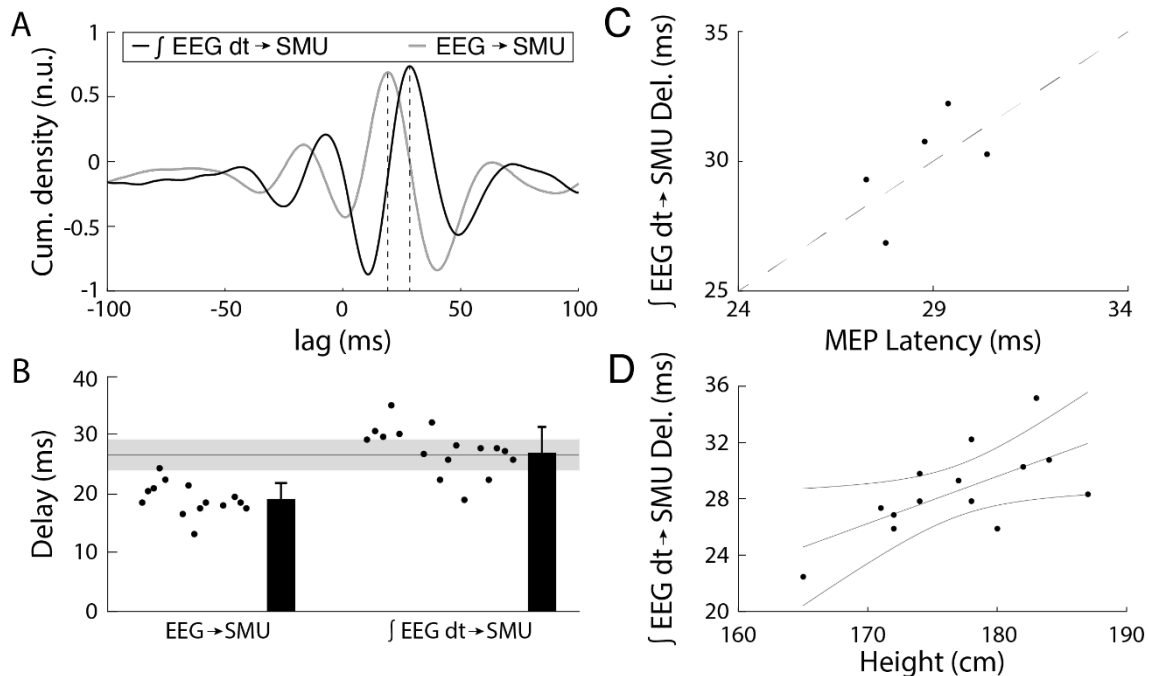 A
∫ EEG dt → SMU
EEG → SMU
Cum. density (n.u.)
1
0.5
0
-0.5
-1
-100
-50
0
50
100
lag (ms)
B
Delay (ms)
40
30
20
10
0
EEG→SMU
∫ EEG dt→SMU
C
∫ EEG dt→ SMU Del. (ms)
35
30
25
24
29
34
MEP Latency (ms)
D
∫ EEG dt→ SMU Del. (ms)
36
32
28
24
20
160
170
180
190
Height (cm)